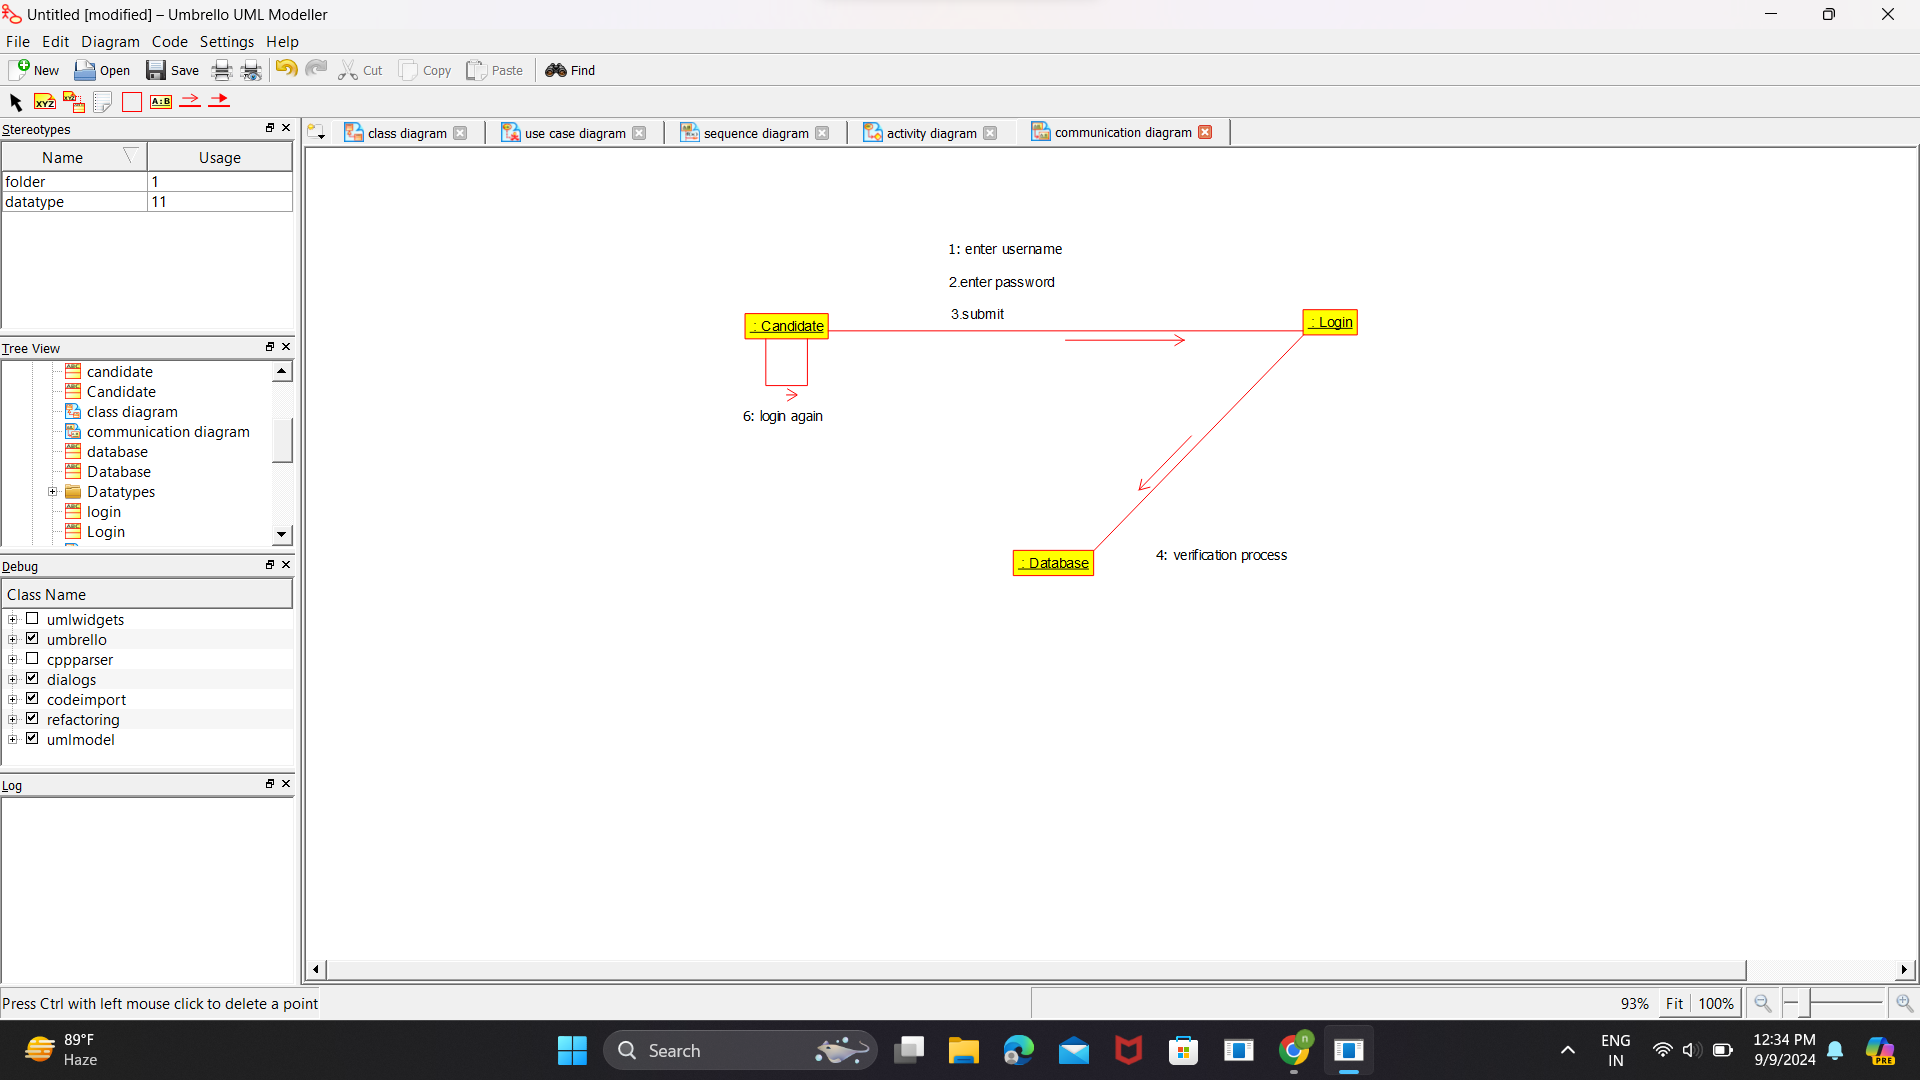 Untitled [modified] – Umbrello UML Modeller
File Edit Diagram Code Settings Help
New Open Save Cut Copy Paste Find
XYZ XYZ A:B
Stereotypes
class diagram use case diagram sequence diagram activity diagram communication diagram
Name Usage
folder 1
datatype 11
1: enter username
2.enter password
3.submit
: Candidate
: Login
6: login again
4: verification process
: Database
Tree View
candidate
Candidate
class diagram
communication diagram
database
Database
Datatypes
login
Login
Debug
Class Name
umlwidgets
umbrello
cppparser
dialogs
codeimport
refactoring
umlmodel
Log
Press Ctrl with left mouse click to delete a point
93% Fit 100%
89°F
Haze
Search
n
ENG
IN
12:34 PM
9/9/2024
PRE